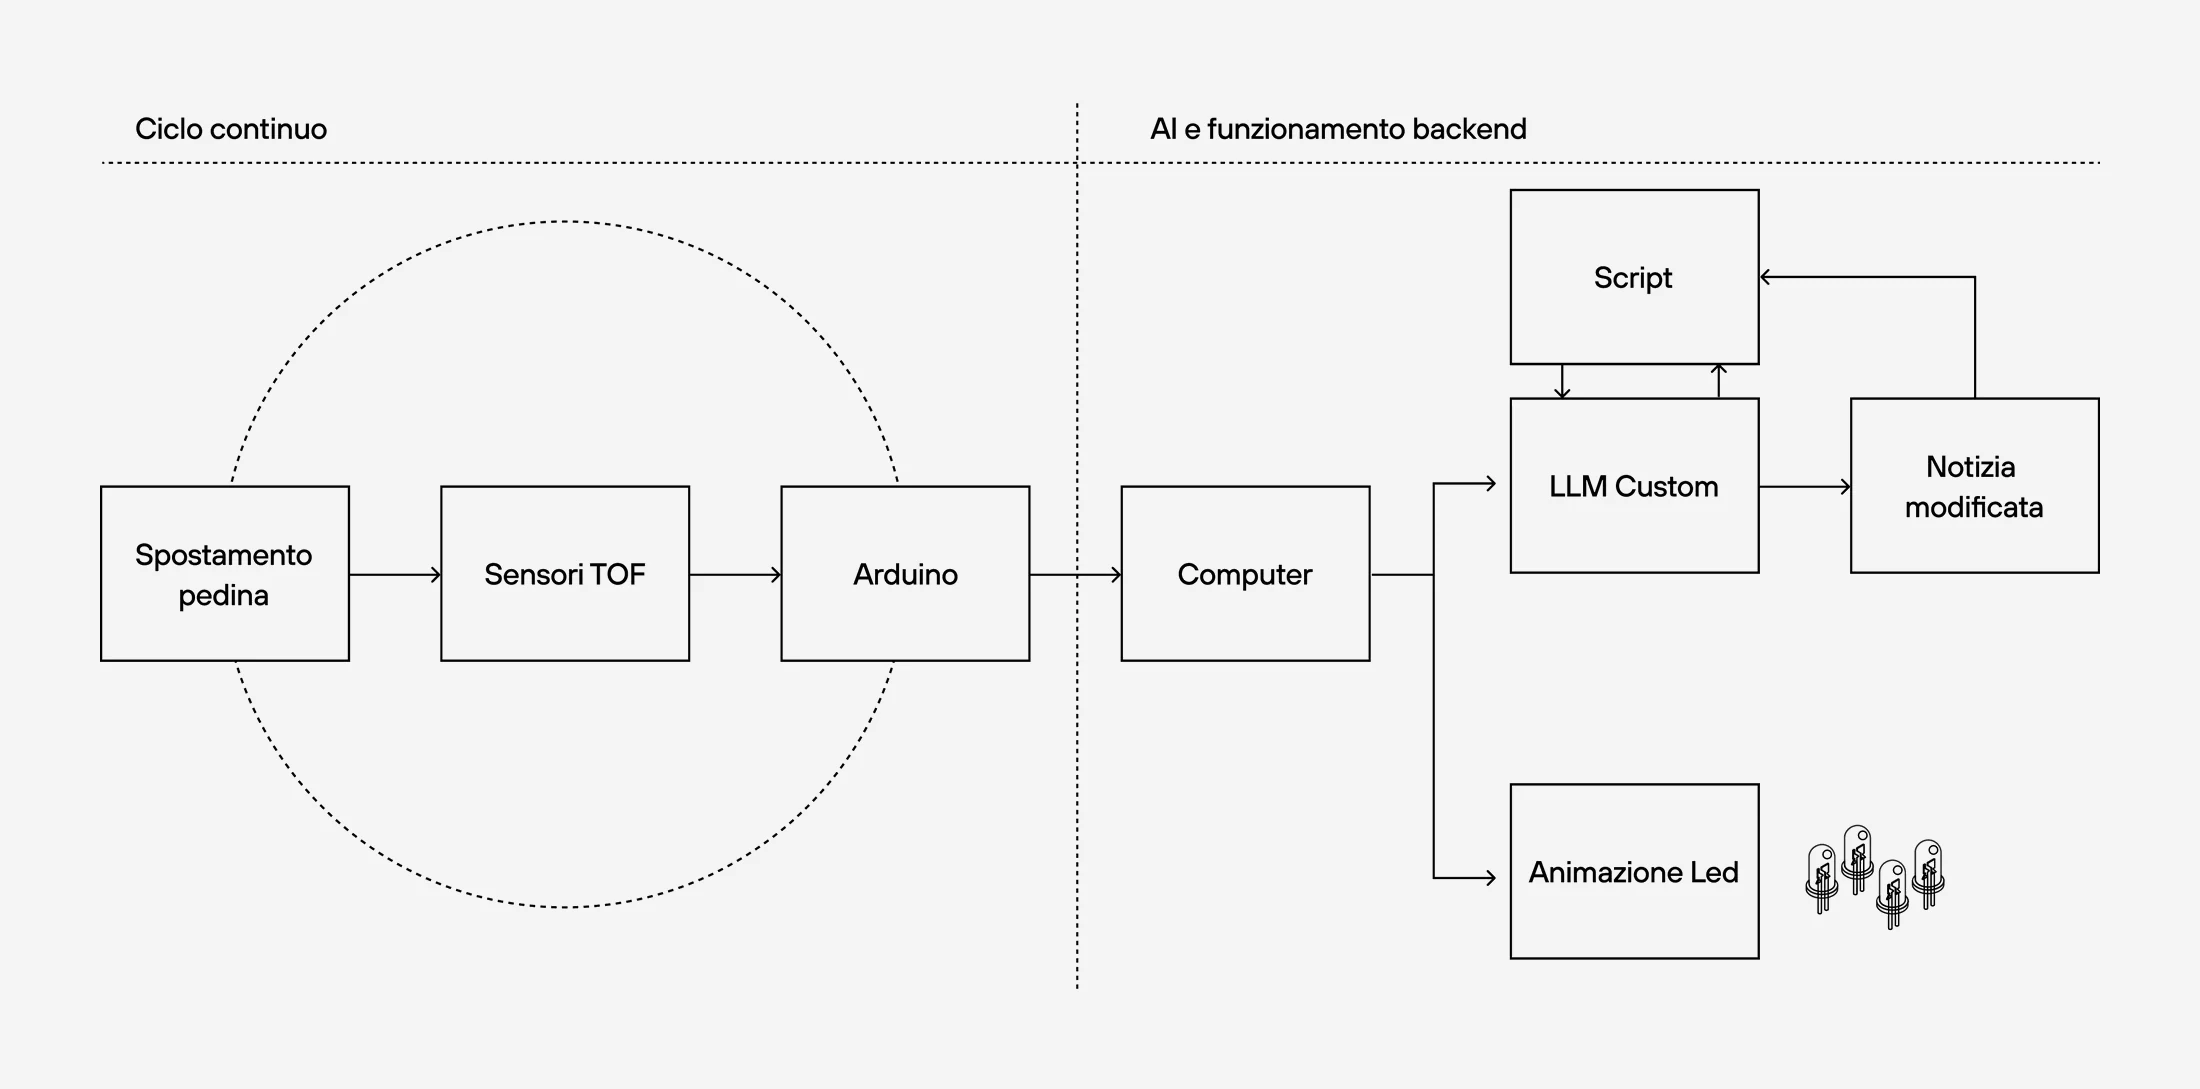 Ciclo continuo
AI e funzionamento backend
Script
Spostamento
pedina
Sensori TOF
Arduino
Computer
LLM Custom
Notizia
modificata
Animazione Led